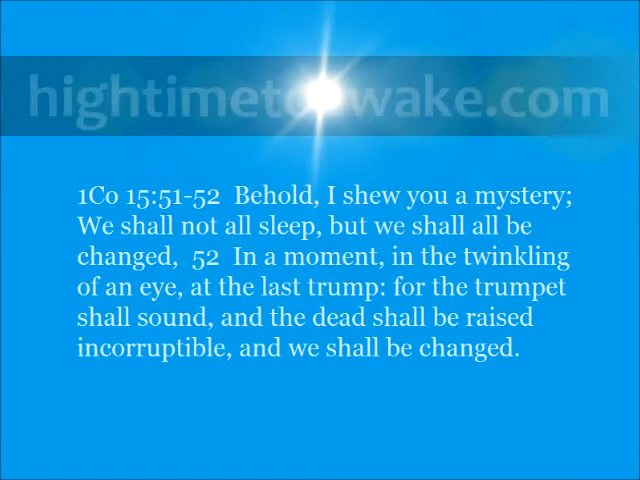 hightimetoawake.com
1Co 15:51-52  Behold, I shew you a mystery;
We shall not all sleep, but we shall all be
changed,  52  In a moment, in the twinkling
of an eye, at the last trump: for the trumpet
shall sound, and the dead shall be raised
incorruptible, and we shall be changed.